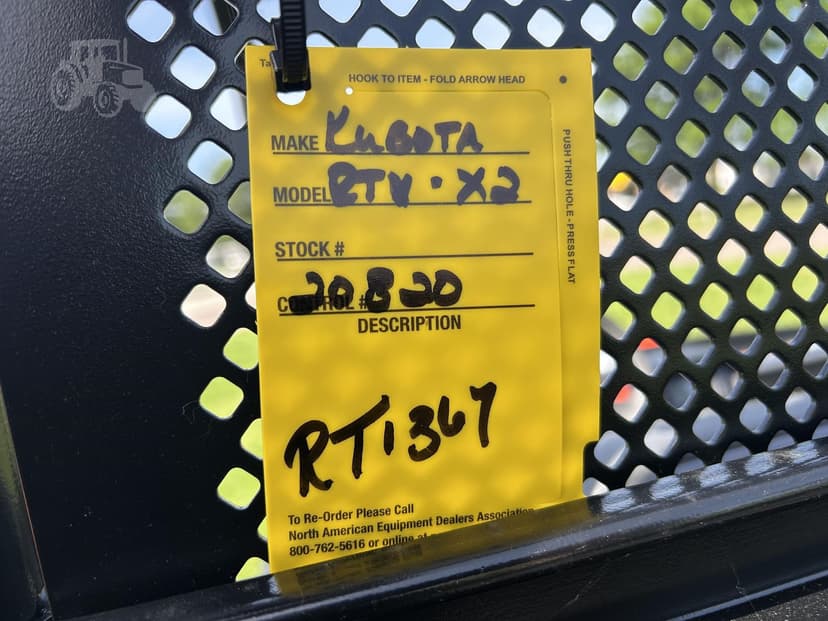 HOOK TO ITEM - FOLD ARROW HEAD
MAKE KUBOTA
MODEL RTV-X2
STOCK #
CONTROL # 20820
DESCRIPTION
RT1367
To Re-Order Please Call
North American Equipment Dealers Association
800-762-5616 or online at
PUSH THRU HOLE - PRESS FLAT